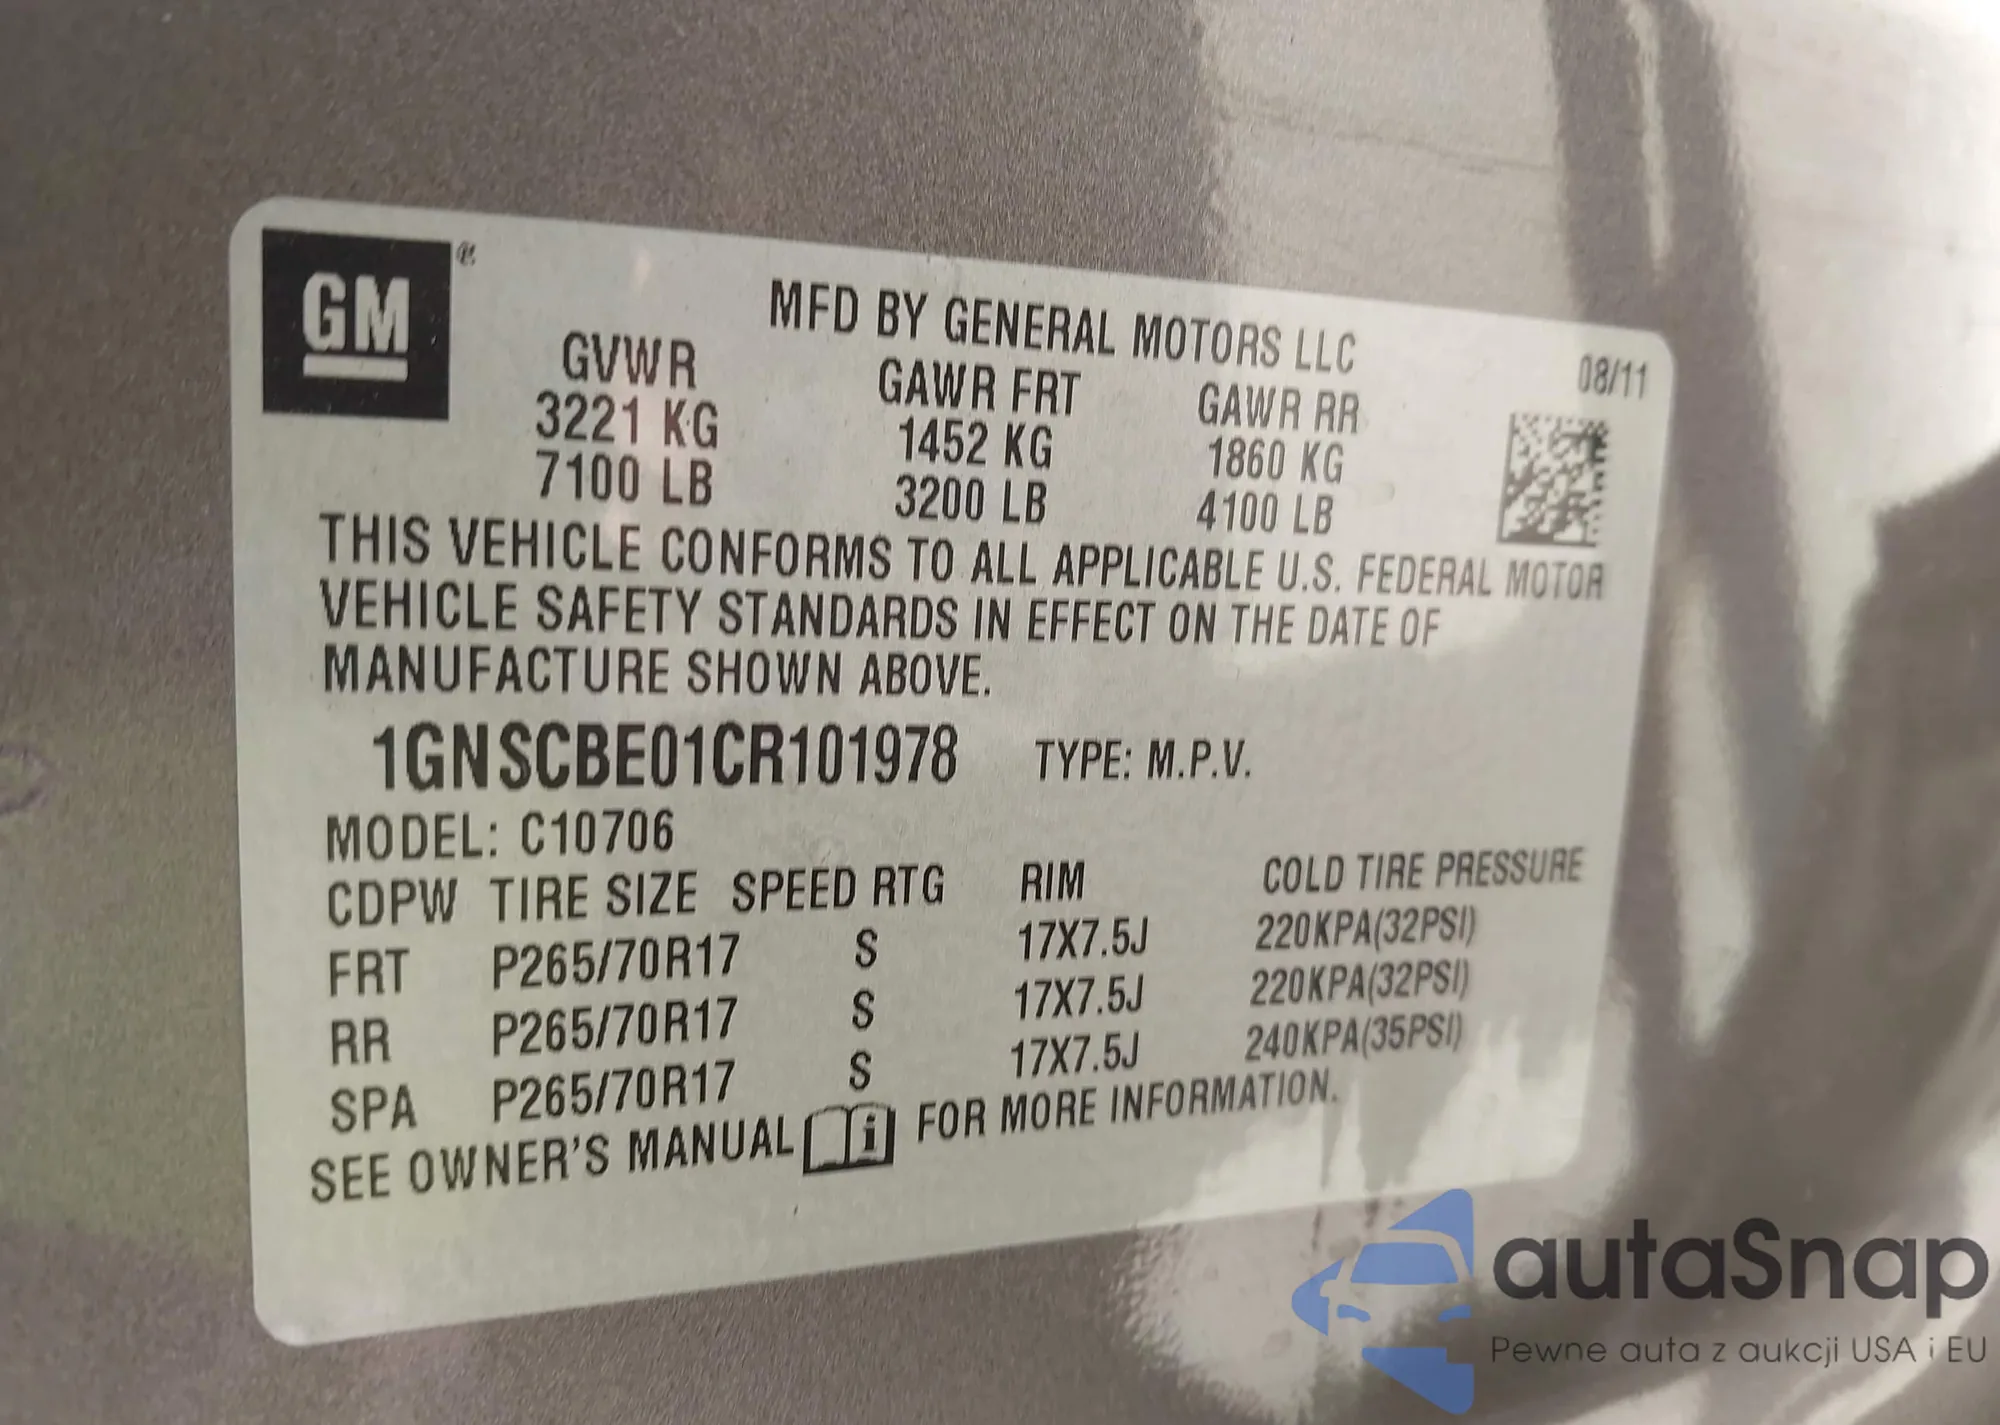 GM
MFD BY GENERAL MOTORS LLC
08/11
GVWR GAWR FRT GAWR RR
3221 KG 1452 KG 1860 KG
7100 LB 3200 LB 4100 LB
THIS VEHICLE CONFORMS TO ALL APPLICABLE U.S. FEDERAL MOTOR
VEHICLE SAFETY STANDARDS IN EFFECT ON THE DATE OF
MANUFACTURE SHOWN ABOVE.
1GNSCBE01CR101978 TYPE: M.P.V.
MODEL: C10706
CDPW TIRE SIZE SPEED RTG RIM COLD TIRE PRESSURE
FRT P265/70R17 S 17X7.5J 220KPA(32PSI)
RR P265/70R17 S 17X7.5J 220KPA(32PSI)
SPA P265/70R17 S 17X7.5J 240KPA(35PSI)
SEE OWNER'S MANUAL i FOR MORE INFORMATION.
autaSnap
Pewne auta z aukcji USA i EU